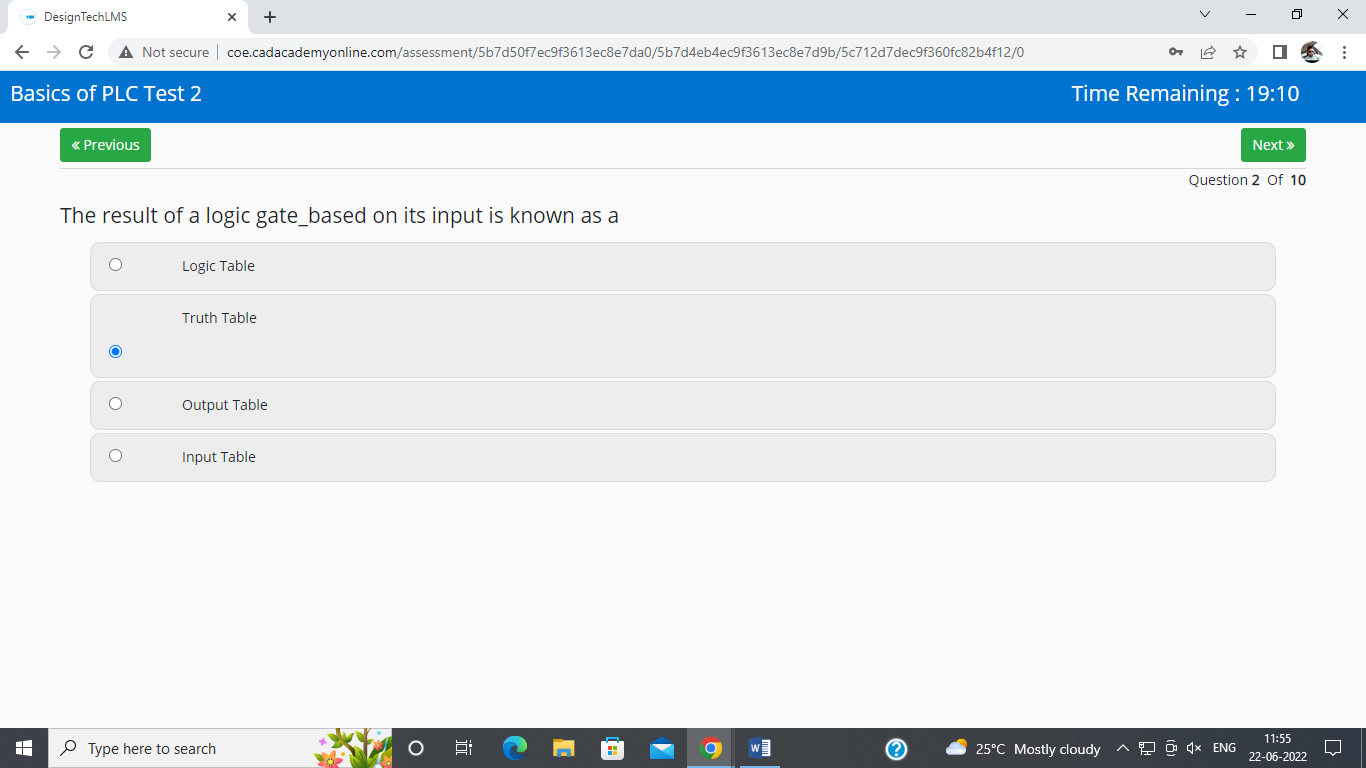 DesignTechLMS
Not secure
coe.cadacademyonline.com/assessment/5b7d50f7ec9f3613ec8e7da0/5b7d4eb4ec9f3613ec8e7d9b/5c712d7dec9f360fc82b4f12/0
Basics of PLC Test 2
Time Remaining : 19:10
« Previous
Next »
Question 2 Of 10
The result of a logic gate_based on its input is known as a
Logic Table
Truth Table
Output Table
Input Table
Type here to search
25°C Mostly cloudy
ENG
11:55
22-06-2022